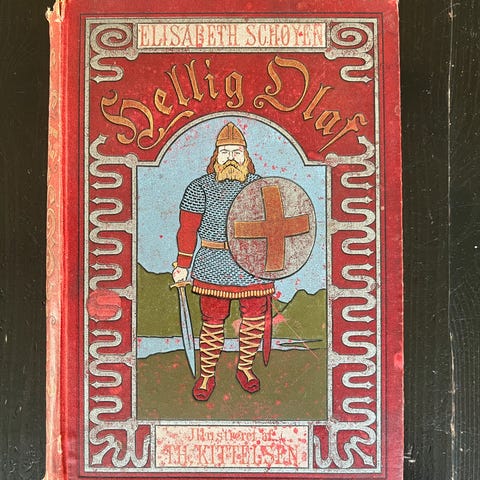 ELISABETH SCHØYEN
Hellig Olaf
Illustreret af
TH. KITTELSEN